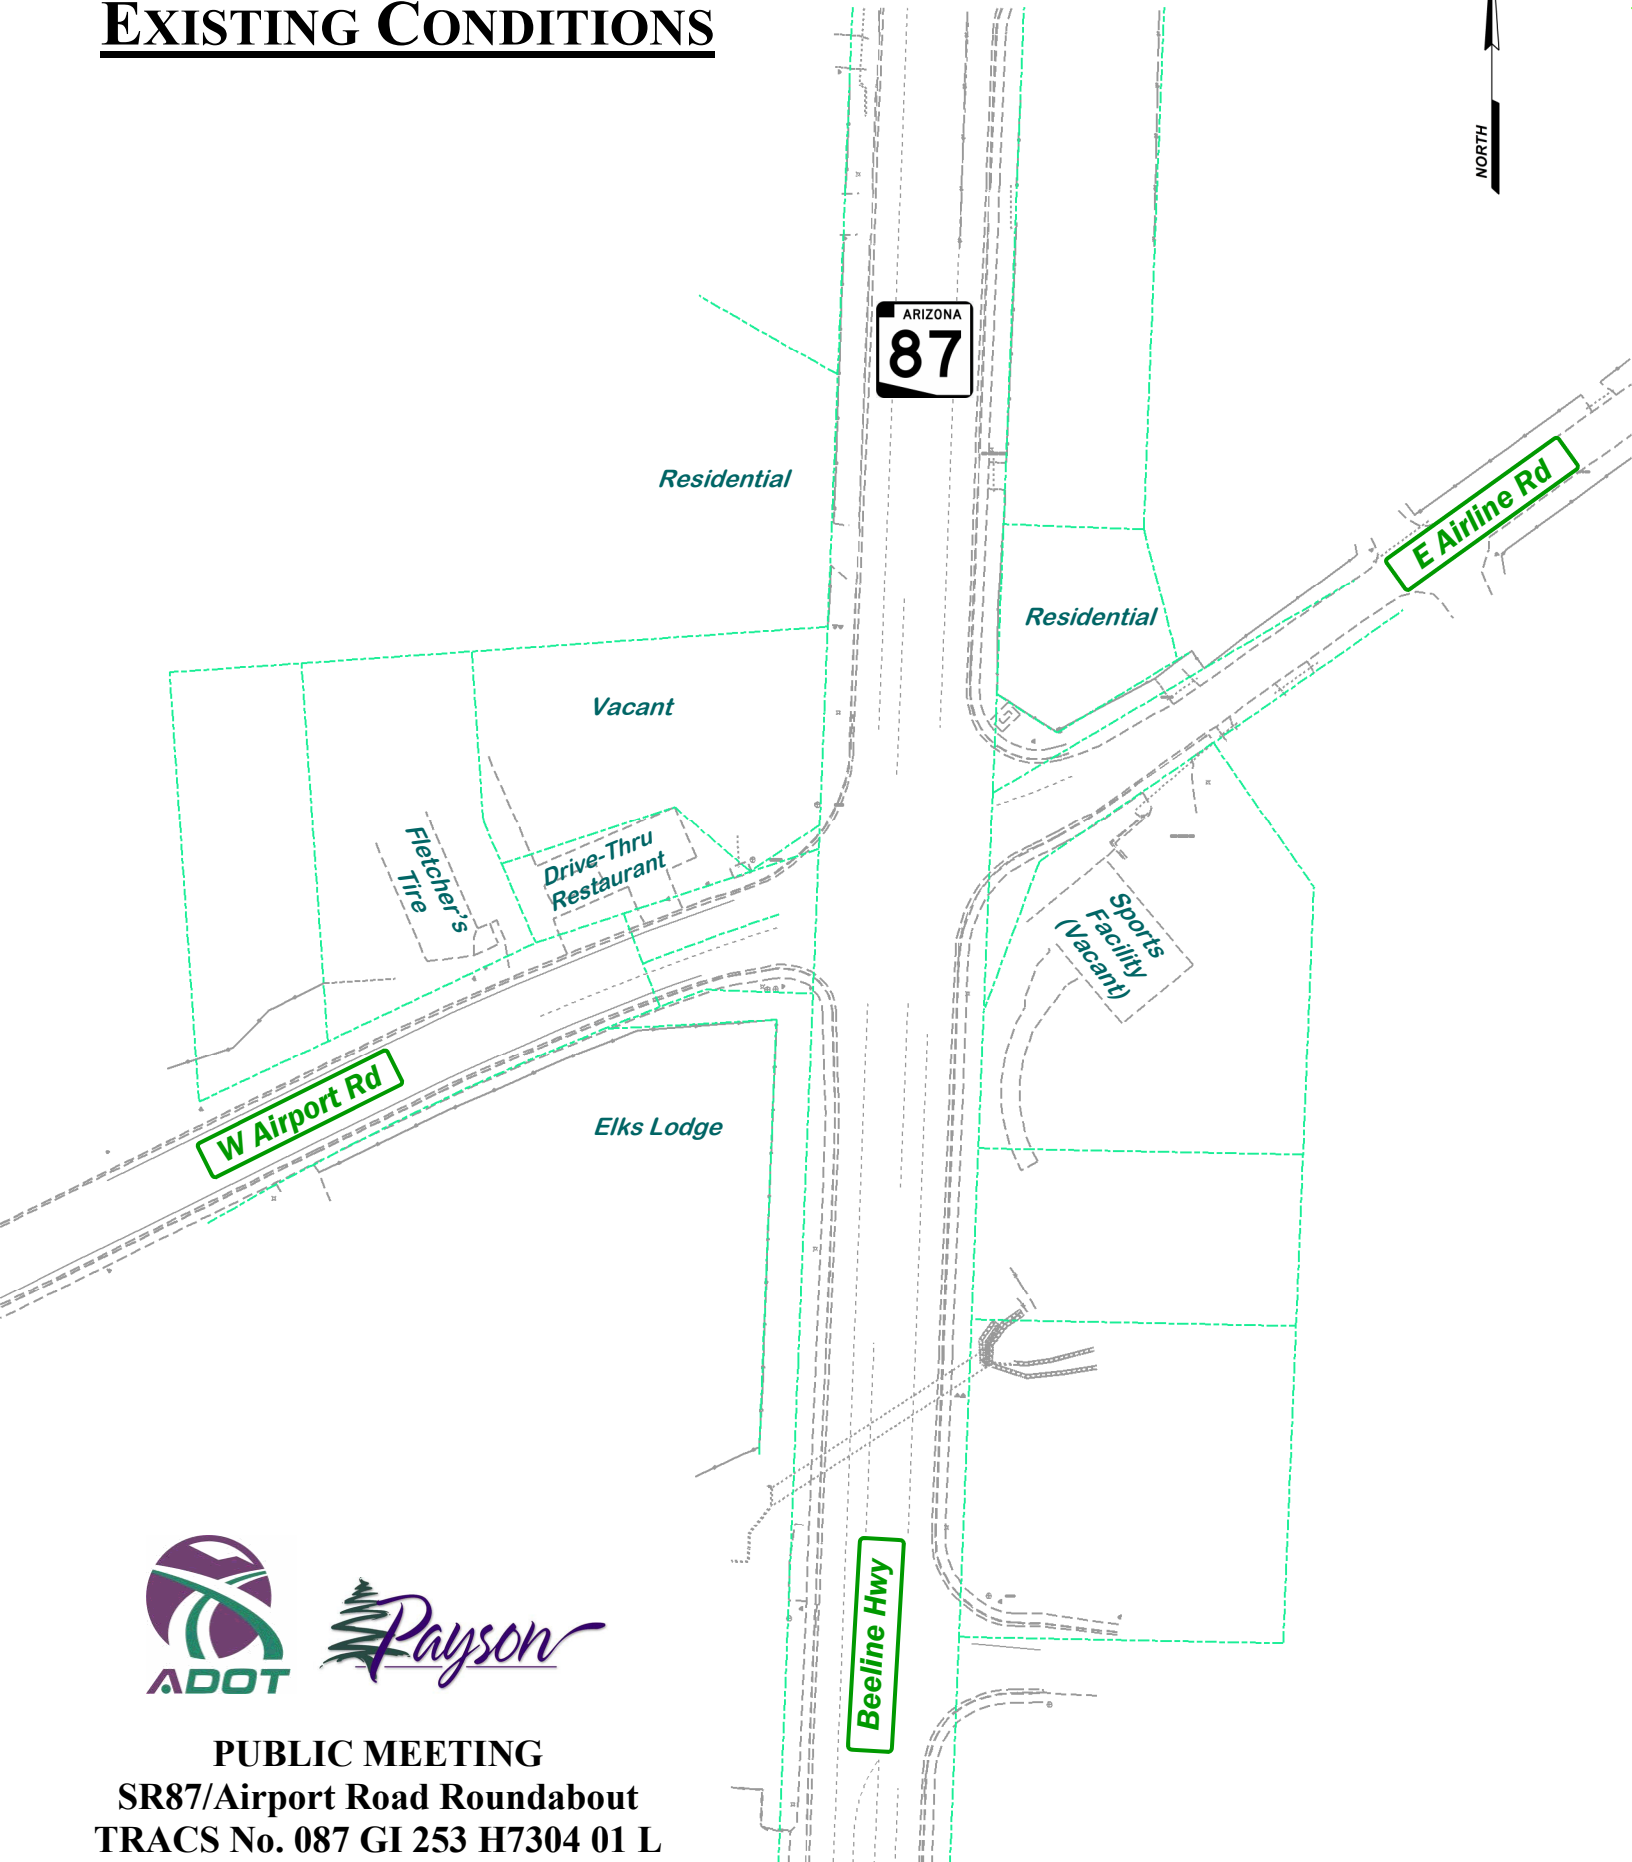 EXISTING CONDITIONS
NORTH
ARIZONA
87
Residential
E Airline Rd
Residential
Vacant
Fletcher's
Tire
Drive-Thru
Restaurant
Sports
Facility
(Vacant)
W Airport Rd
Elks Lodge
Beeline Hwy
ADOT
Payson
PUBLIC MEETING
SR87/Airport Road Roundabout
TRACS No. 087 GI 253 H7304 01 L